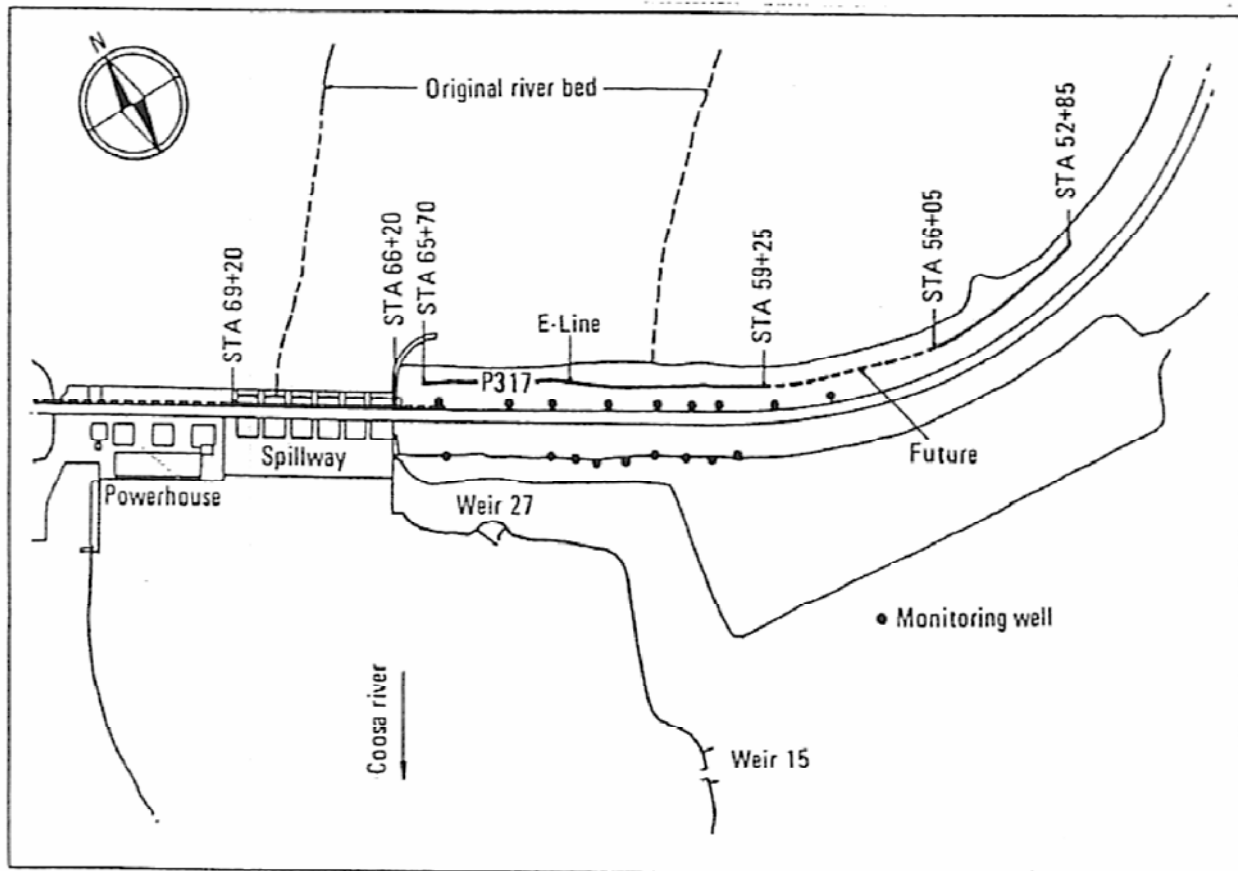 N
Original river bed
STA 52+85
STA 56+05
STA 65+70
STA 66+20
STA 69+20
STA 59+25
E-Line
P317
Future
Spillway
Powerhouse
Weir 27
Monitoring well
Coosa river
Weir 15